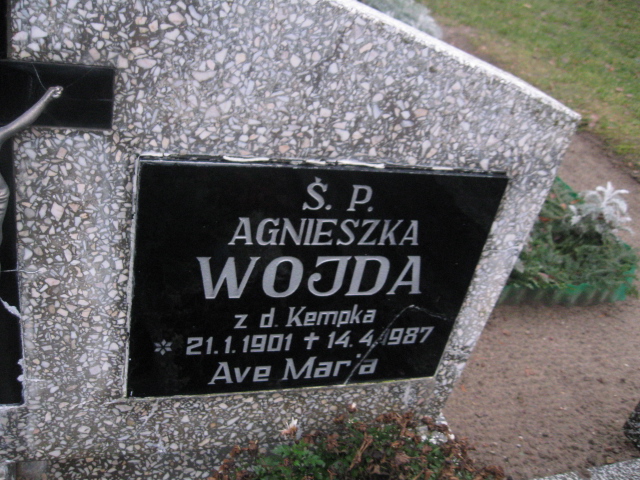 Ś. P.
AGNIESZKA
WOJDA
z d. Kempka
* 21.1.1901 † 14.4.1987
Ave Maria